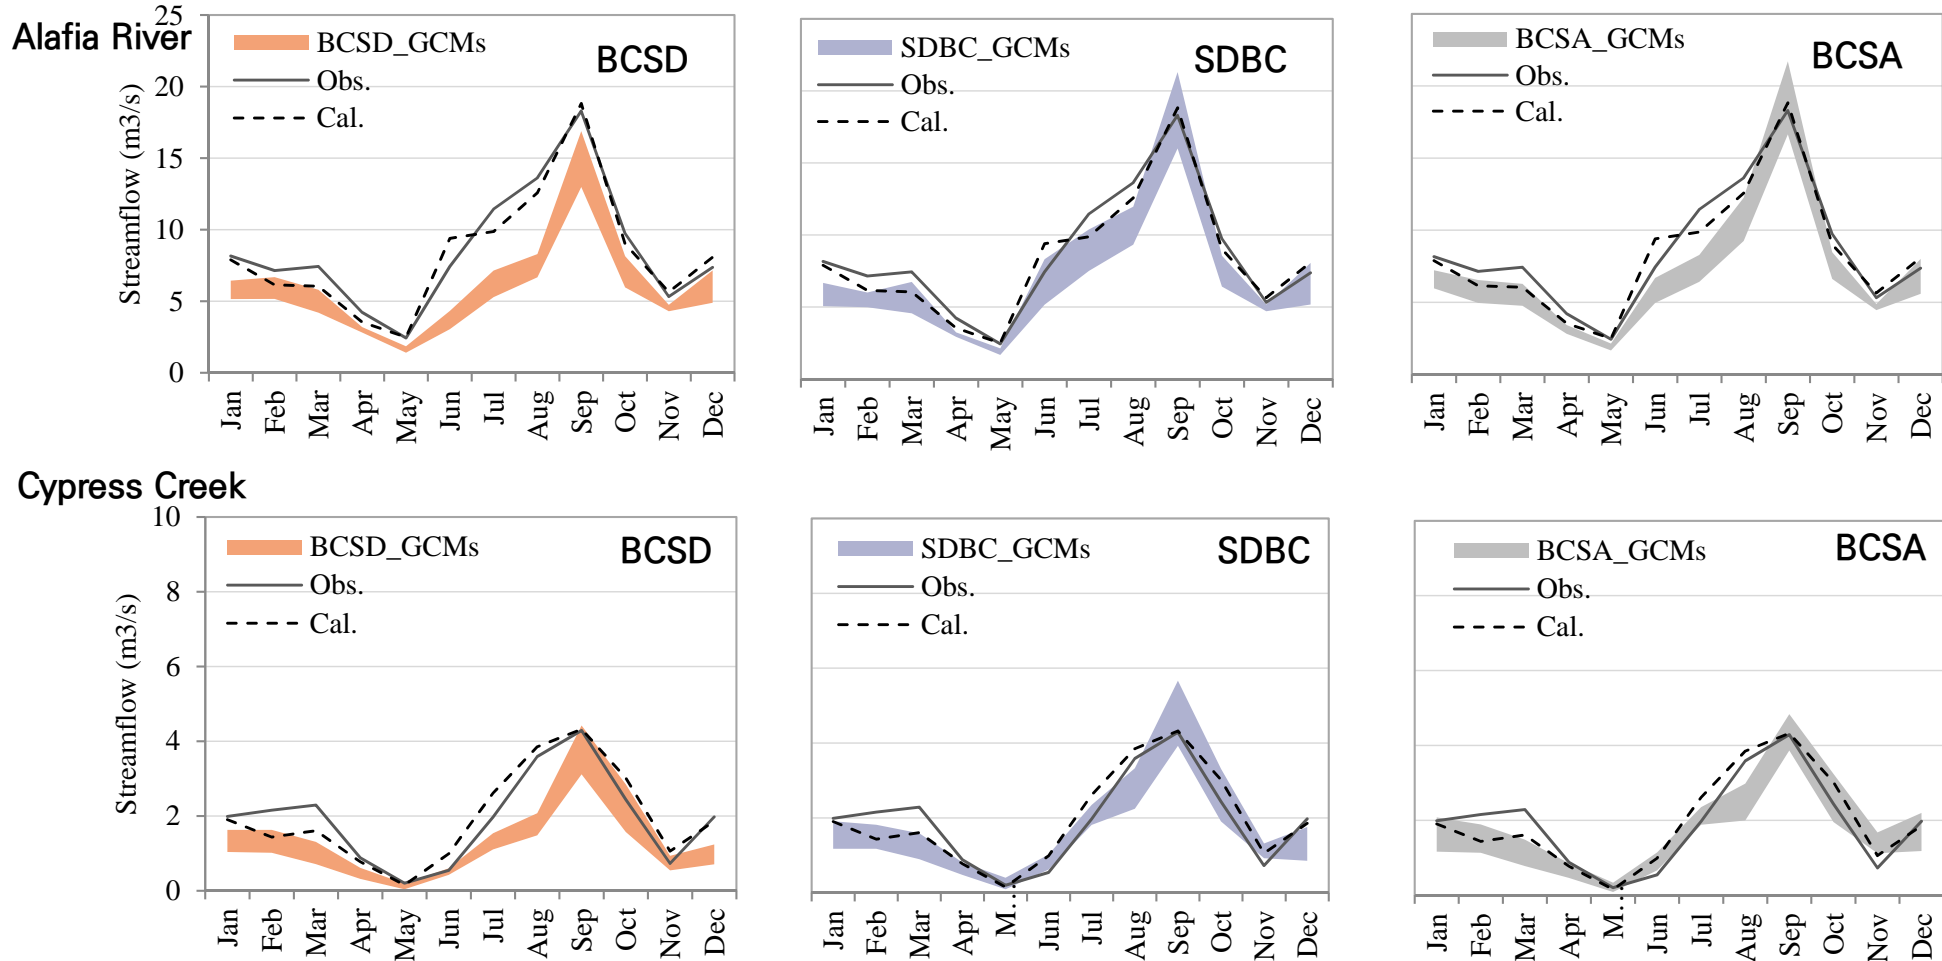 Alafia River
25
20
15
10
5
0
Streamflow (m3/s)
BCSD_GCMs
Obs.
Cal.
BCSD
Jan
Feb
Mar
Apr
May
Jun
Jul
Aug
Sep
Oct
Nov
Dec
SDBC_GCMs
Obs.
Cal.
SDBC
Jan
Feb
Mar
Apr
May
Jun
Jul
Aug
Sep
Oct
Nov
Dec
BCSA_GCMs
Obs.
Cal.
BCSA
Jan
Feb
Mar
Apr
May
Jun
Jul
Aug
Sep
Oct
Nov
Dec
Cypress Creek
10
8
6
4
2
0
Streamflow (m3/s)
BCSD_GCMs
Obs.
Cal.
BCSD
Jan
Feb
Mar
Apr
May
Jun
Jul
Aug
Sep
Oct
Nov
Dec
SDBC_GCMs
Obs.
Cal.
SDBC
Jan
Feb
Mar
Apr
M…
Jun
Jul
Aug
Sep
Oct
Nov
Dec
BCSA_GCMs
Obs.
Cal.
BCSA
Jan
Feb
Mar
Apr
M…
Jun
Jul
Aug
Sep
Oct
Nov
Dec